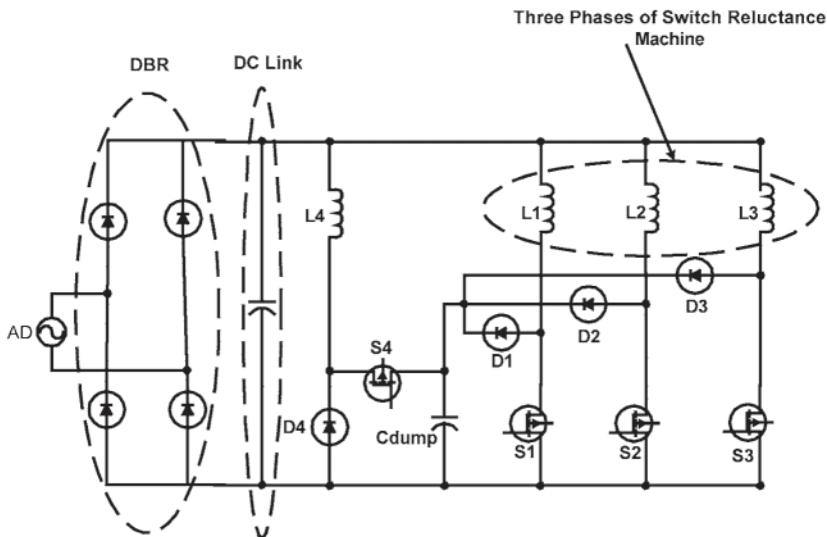 Three Phases of Switch Reluctance
Machine
DBR
DC Link
L4
L1
L2
L3
D3
AD
S4
D1
D2
D4
Cdump
S1
S2
S3